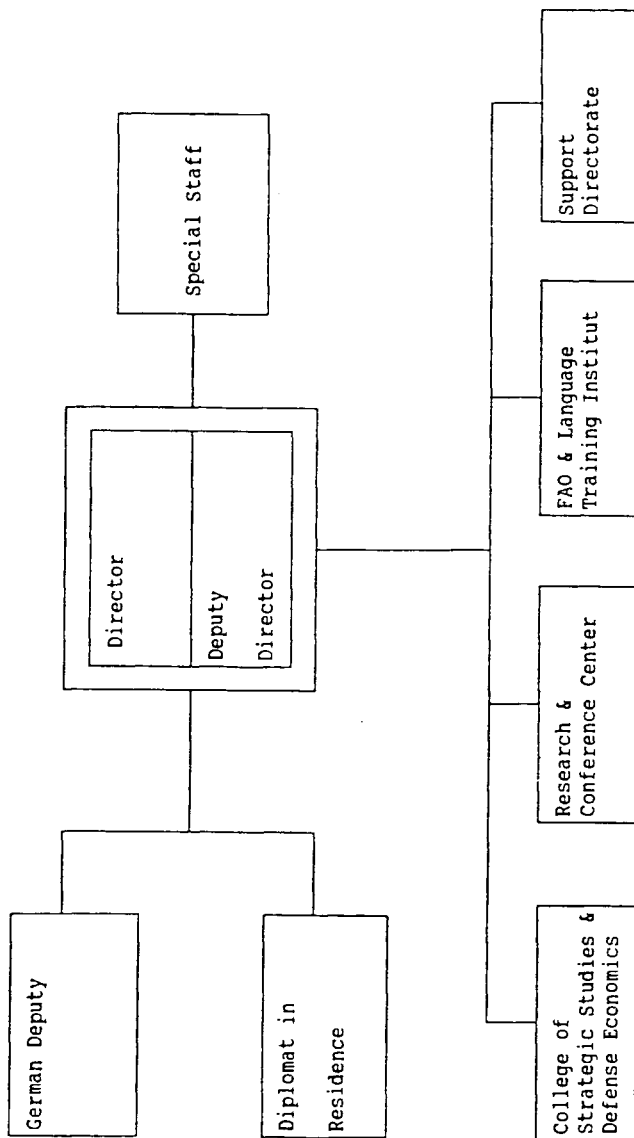 German Deputy
Diplomat in
Residence
Director
Deputy
Director
Special Staff
College of
Strategic Studies &
Defense Economics
Research &
Conference Center
FAO & Language
Training Institut
Support
Directorate